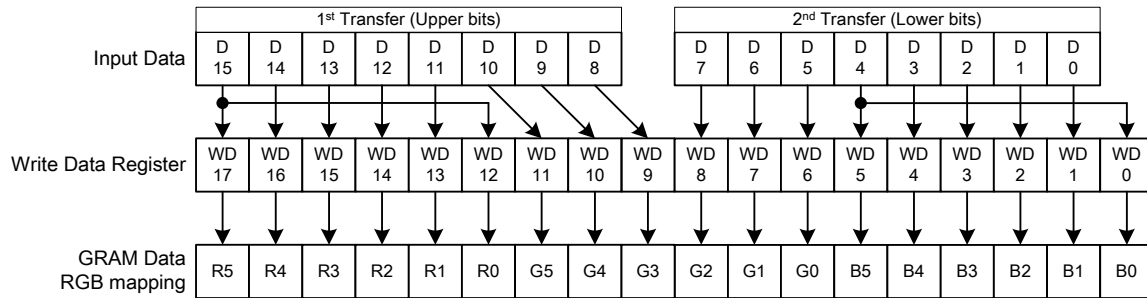 1st Transfer (Upper bits) 2nd Transfer (Lower bits)
Input Data D 15 D 14 D 13 D 12 D 11 D 10 D 9 D 8 D 7 D 6 D 5 D 4 D 3 D 2 D 1 D 0
Write Data Register WD 17 WD 16 WD 15 WD 14 WD 13 WD 12 WD 11 WD 10 WD 9 WD 8 WD 7 WD 6 WD 5 WD 4 WD 3 WD 2 WD 1 WD 0
GRAM Data
RGB mapping R5 R4 R3 R2 R1 R0 G5 G4 G3 G2 G1 G0 B5 B4 B3 B2 B1 B0